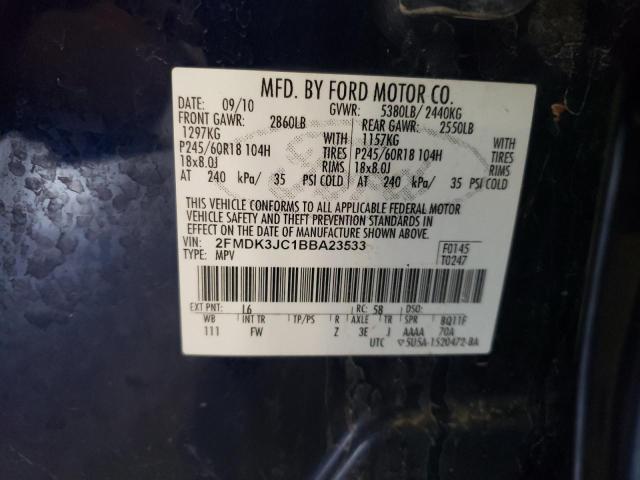 MFD. BY FORD MOTOR CO.
DATE: 09/10 GVWR: 5380LB/ 2440KG
FRONT GAWR: 2860LB REAR GAWR: 2550LB
1297KG WITH 1157KG WITH
P245/60R18 104H TIRES P245/60R18 104H TIRES
18x8.0J RIMS 18x8.0J RIMS
AT 240 kPa/ 35 PSI COLD AT 240 kPa/ 35 PSI COLD
THIS VEHICLE CONFORMS TO ALL APPLICABLE FEDERAL MOTOR
VEHICLE SAFETY AND THEFT PREVENTION STANDARDS IN
EFFECT ON THE DATE OF MANUFACTURE SHOWN ABOVE.
VIN: 2FMDK3JC1BBA23533 F0145
TYPE: MPV T0247
EXT PNT: L6 RC: 58 DSO:
WB INT TR TP/PS R AXLE TR SPR BQ11F
111 FW Z 3E J AAAA 70A
UTC 5U5A-1520472-BA